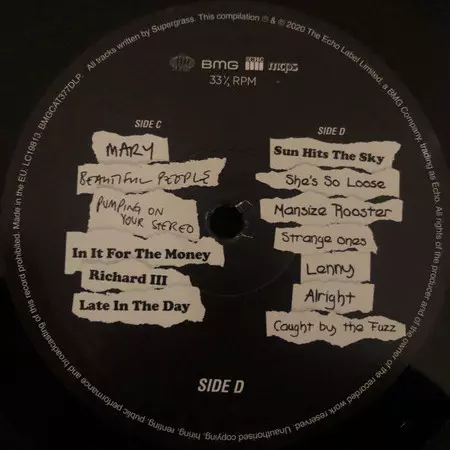 All tracks written by Supergrass. This compilation ℗ & © 2020 The Echo Label Limited, a BMG Company, trading as Echo. All rights of the producer and of the owner of the recorded work reserved. Unauthorised copying, hiring, renting, public performance and broadcasting of this record prohibited. Made in the EU. LC19813. BMGCAT377DLP.
BMG ECHO mcps
33⅓ RPM
SIDE C
MARY
BEAUTIFUL PEOPLE
PUMPING ON
YOUR STEREO
In It For The Money
Richard III
Late In The Day
SIDE D
Sun Hits The Sky
She's So Loose
Mansize Rooster
Strange ones
Lenny
Alright
Caught by the Fuzz
SIDE D